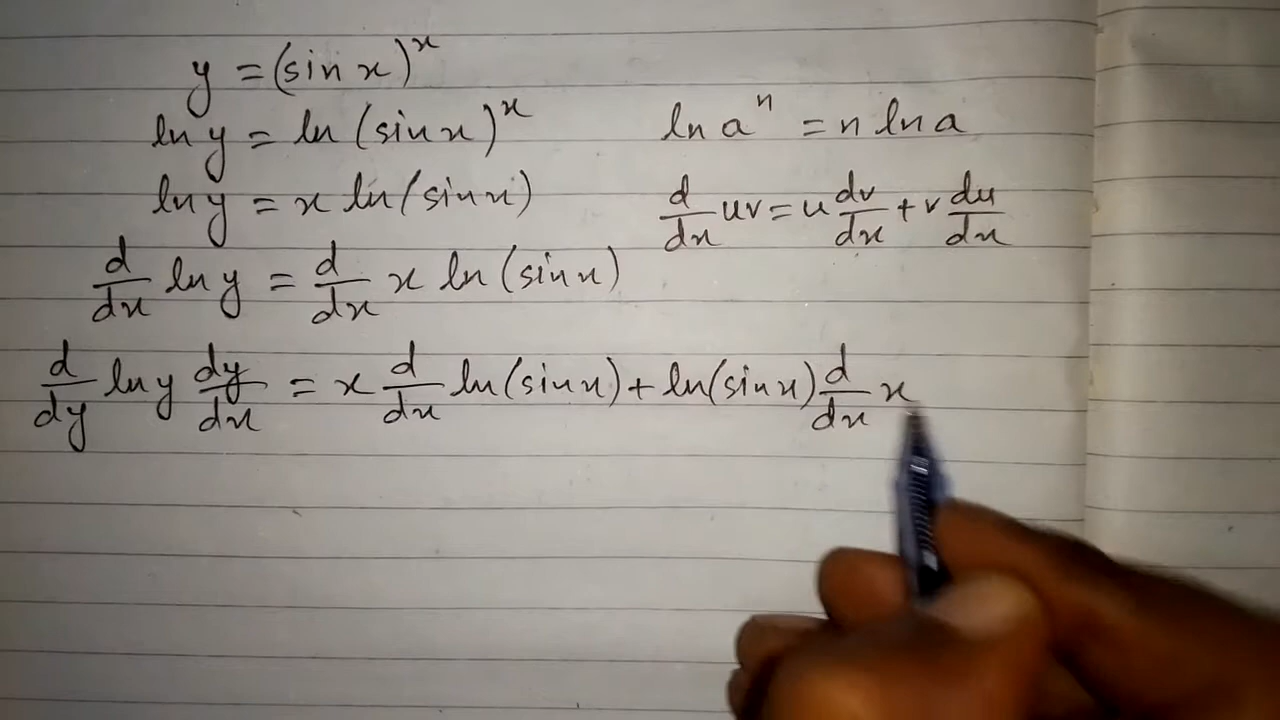 y = (sin x)^x
ln y = ln (sin x)^x
ln a^n = n ln a
ln y = x ln (sin x)
d/dx uv = u dv/dx + v du/dx
d/dx ln y = d/dx x ln (sin x)
d/dy ln y dy/dx = x d/dx ln (sin x) + ln (sin x) d/dx x